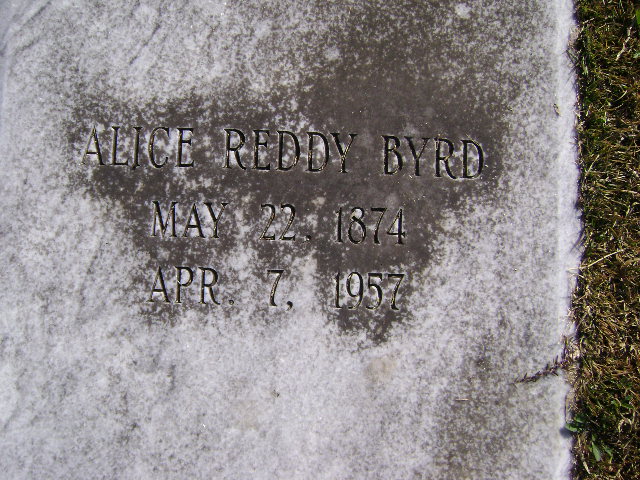 ALICE REDDY BYRD
MAY 22, 1874
APR. 7, 1957